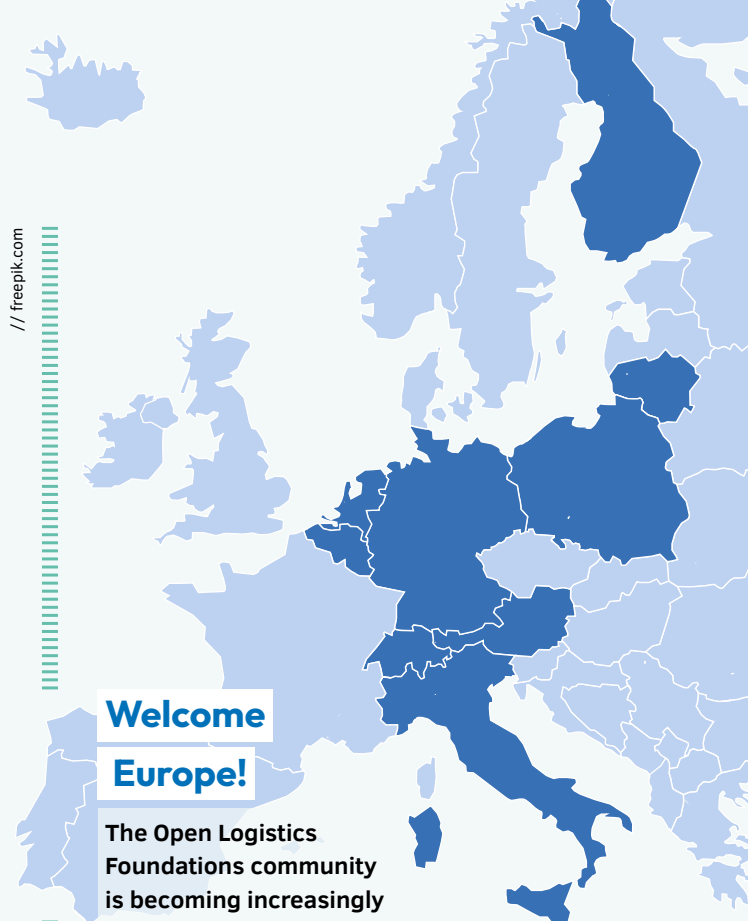 // freepik.com
Welcome
Europe!
The Open Logistics
Foundations community
is becoming increasingly